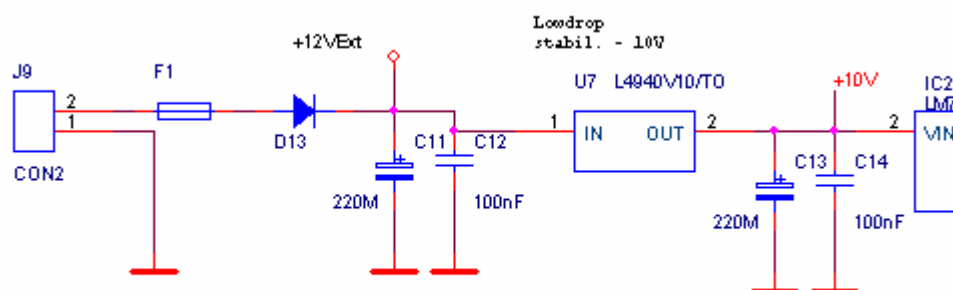 Lowdrop
stabil. - 10V
+12VExt
J9
F1
U7 L4940V10/TO
+10V
IC2
LM7
2
1
D13
C11
C12
1
IN
OUT
2
2
VIN
CON2
C13
C14
220M
100nF
220M
100nF